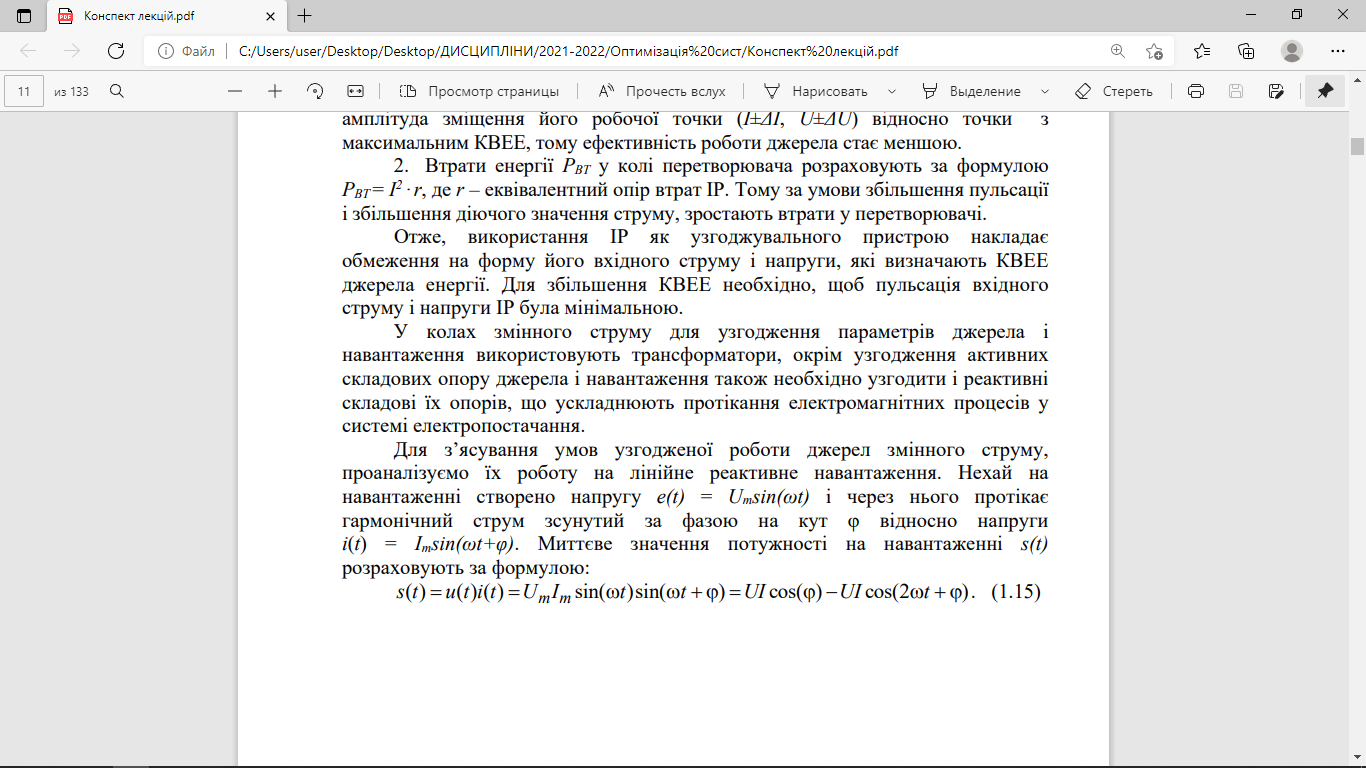 Конспект лекцій.pdf
Файл C:/Users/user/Desktop/Desktop/ДИСЦИПЛІНИ/2021-2022/Оптимізація%20сист/Конспект%20лекцій.pdf
11 из 133 Просмотр страницы Прочесть вслух Нарисовать Выделение Стереть
амплітуда зміщення його робочої точки (I±ΔI, U±ΔU) відносно точки з
максимальним КВЕЕ, тому ефективність роботи джерела стає меншою.
2. Втрати енергії PВТ у колі перетворювача розраховують за формулою
PВТ= I² · r, де r – еквівалентний опір втрат ІР. Тому за умови збільшення пульсації
і збільшення діючого значення струму, зростають втрати у перетворювачі.
Отже, використання ІР як узгоджувального пристрою накладає
обмеження на форму його вхідного струму і напруги, які визначають КВЕЕ
джерела енергії. Для збільшення КВЕЕ необхідно, щоб пульсація вхідного
струму і напруги ІР була мінімальною.
У колах змінного струму для узгодження параметрів джерела і
навантаження використовують трансформатори, окрім узгодження активних
складових опору джерела і навантаження також необхідно узгодити і реактивні
складові їх опорів, що ускладнюють протікання електромагнітних процесів у
системі електропостачання.
Для з’ясування умов узгодженої роботи джерел змінного струму,
проаналізуємо їх роботу на лінійне реактивне навантаження. Нехай на
навантаженні створено напругу e(t) = Umsin(ωt) і через нього протікає
гармонічний струм зсунутий за фазою на кут φ відносно напруги
i(t) = Imsin(ωt+φ). Миттєве значення потужності на навантаженні s(t)
розраховують за формулою:
s(t) = u(t)i(t) = UmIm sin(ωt)sin(ωt + φ) = UI cos(φ) − UI cos(2ωt + φ). (1.15)